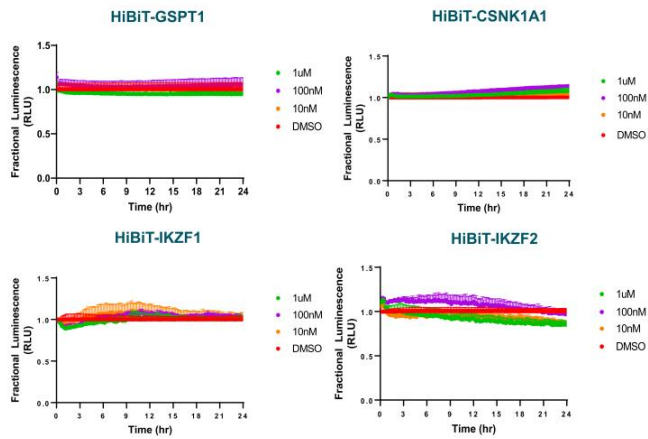 HiBiT-GSPT1
Fractional Luminescence
(RLU)
1.5
1.0
0.5
0.0
0 3 6 9 12 15 18 21 24
Time (hr)
1uM
100nM
10nM
DMSO
HiBiT-CSNK1A1
Fractional Luminescence
(RLU)
1.5
1.0
0.5
0.0
0 3 6 9 12 15 18 21 24
Time (hr)
1uM
100nM
10nM
DMSO
HiBiT-IKZF1
Fractional Luminescence
(RLU)
1.5
1.0
0.5
0.0
0 3 6 9 12 15 18 21 24
Time (hr)
1uM
100nM
10nM
DMSO
HiBiT-IKZF2
Fractional Luminescence
(RLU)
1.5
1.0
0.5
0.0
0 3 6 9 12 15 18 21 24
Time (hr)
1uM
100nM
10nM
DMSO